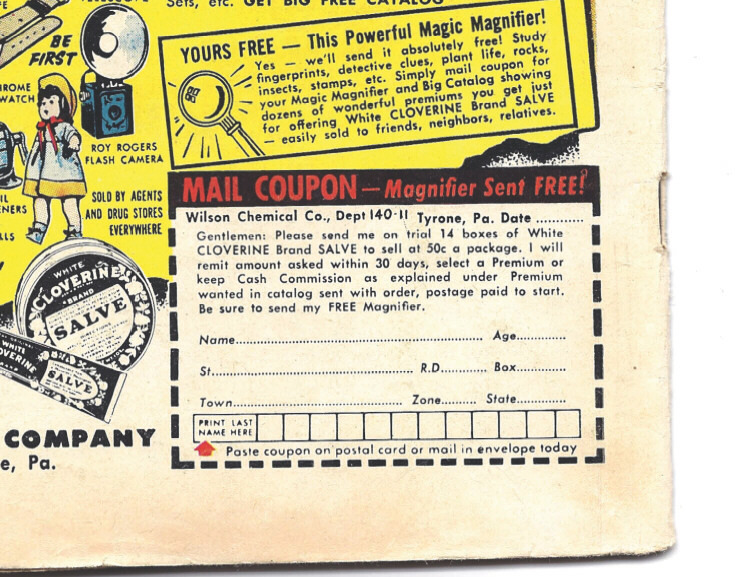 Sets, etc. GET BIG FREE CATALOG
BE
FIRST
YOURS FREE — This Powerful Magic Magnifier!
Yes — we'll send it absolutely free! Study
fingerprints, detective clues, plant life, rocks,
insects, stamps, etc. Simply mail coupon for
your Magic Magnifier and Big Catalog showing
dozens of wonderful premiums you get just
for offering White CLOVERINE Brand SALVE
— easily sold to friends, neighbors, relatives.
WATCH
ROY ROGERS
FLASH CAMERA
SOLD BY AGENTS
AND DRUG STORES
EVERYWHERE
WHITE
CLOVERINE
BRAND
SALVE
WHITE
SALVE
COMPANY
Pa.
MAIL COUPON — Magnifier Sent FREE!
Wilson Chemical Co., Dept 140-11 Tyrone, Pa. Date ............
Gentlemen: Please send me on trial 14 boxes of White
CLOVERINE Brand SALVE to sell at 50c a package. I will
remit amount asked within 30 days, select a Premium or
keep Cash Commission as explained under Premium
wanted in catalog sent with order, postage paid to start.
Be sure to send my FREE Magnifier.
Name............................................................ Age............
St................................................ R.D............ Box............
Town........................................ Zone......... State............
PRINT LAST
NAME HERE
Paste coupon on postal card or mail in envelope today